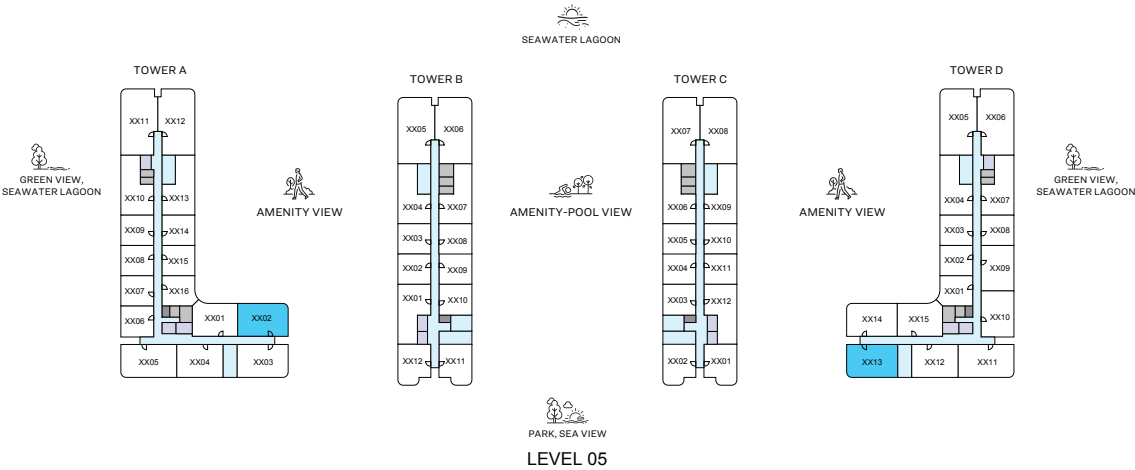 SEAWATER LAGOON
TOWER A
TOWER B
TOWER C
TOWER D
GREEN VIEW,
SEAWATER LAGOON
AMENITY VIEW
AMENITY-POOL VIEW
AMENITY VIEW
GREEN VIEW,
SEAWATER LAGOON
XX11
XX12
XX10
XX13
XX09
XX14
XX08
XX15
XX07
XX16
XX06
XX01
XX02
XX05
XX04
XX03
XX05
XX06
XX04
XX07
XX03
XX08
XX02
XX09
XX01
XX10
XX12
XX11
XX07
XX08
XX06
XX09
XX05
XX10
XX04
XX11
XX03
XX12
XX02
XX01
XX05
XX06
XX04
XX07
XX03
XX08
XX02
XX09
XX01
XX10
XX14
XX15
XX13
XX12
XX11
PARK, SEA VIEW
LEVEL 05